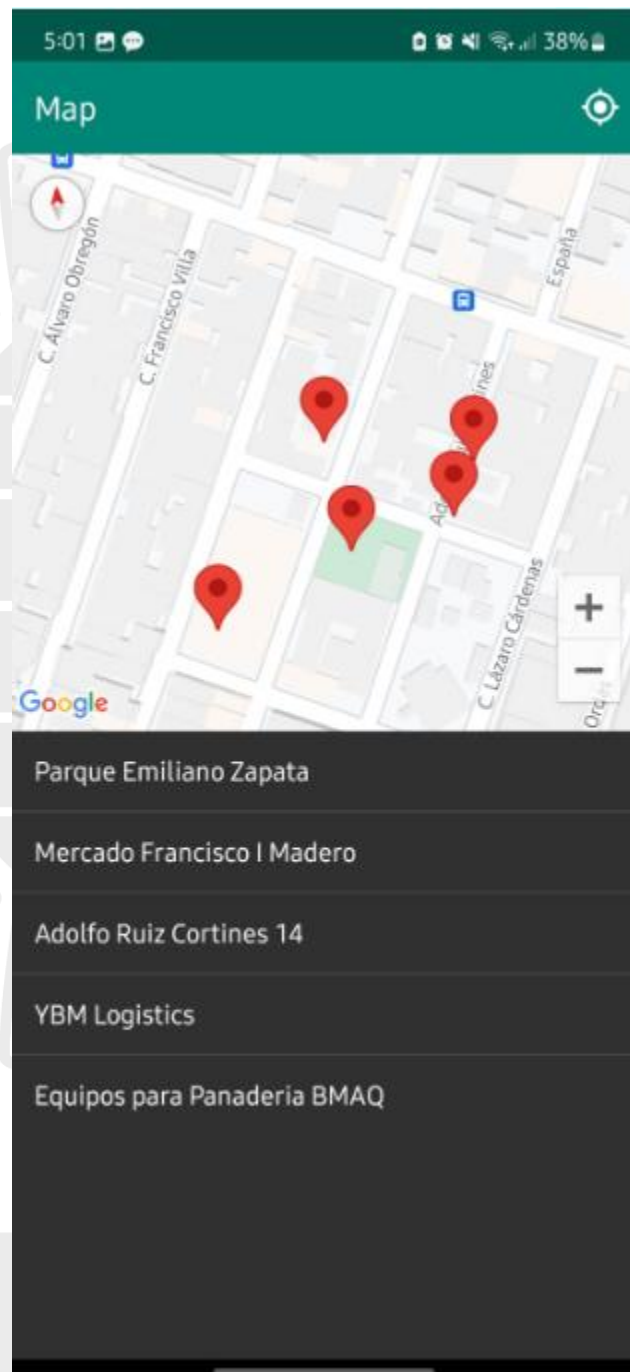 5:01
38%
Map
C. Álvaro Obregón
C. Francisco Villa
España
C. Lázaro Cárdenas
Google
Parque Emiliano Zapata
Mercado Francisco I Madero
Adolfo Ruiz Cortines 14
YBM Logistics
Equipos para Panaderia BMAQ